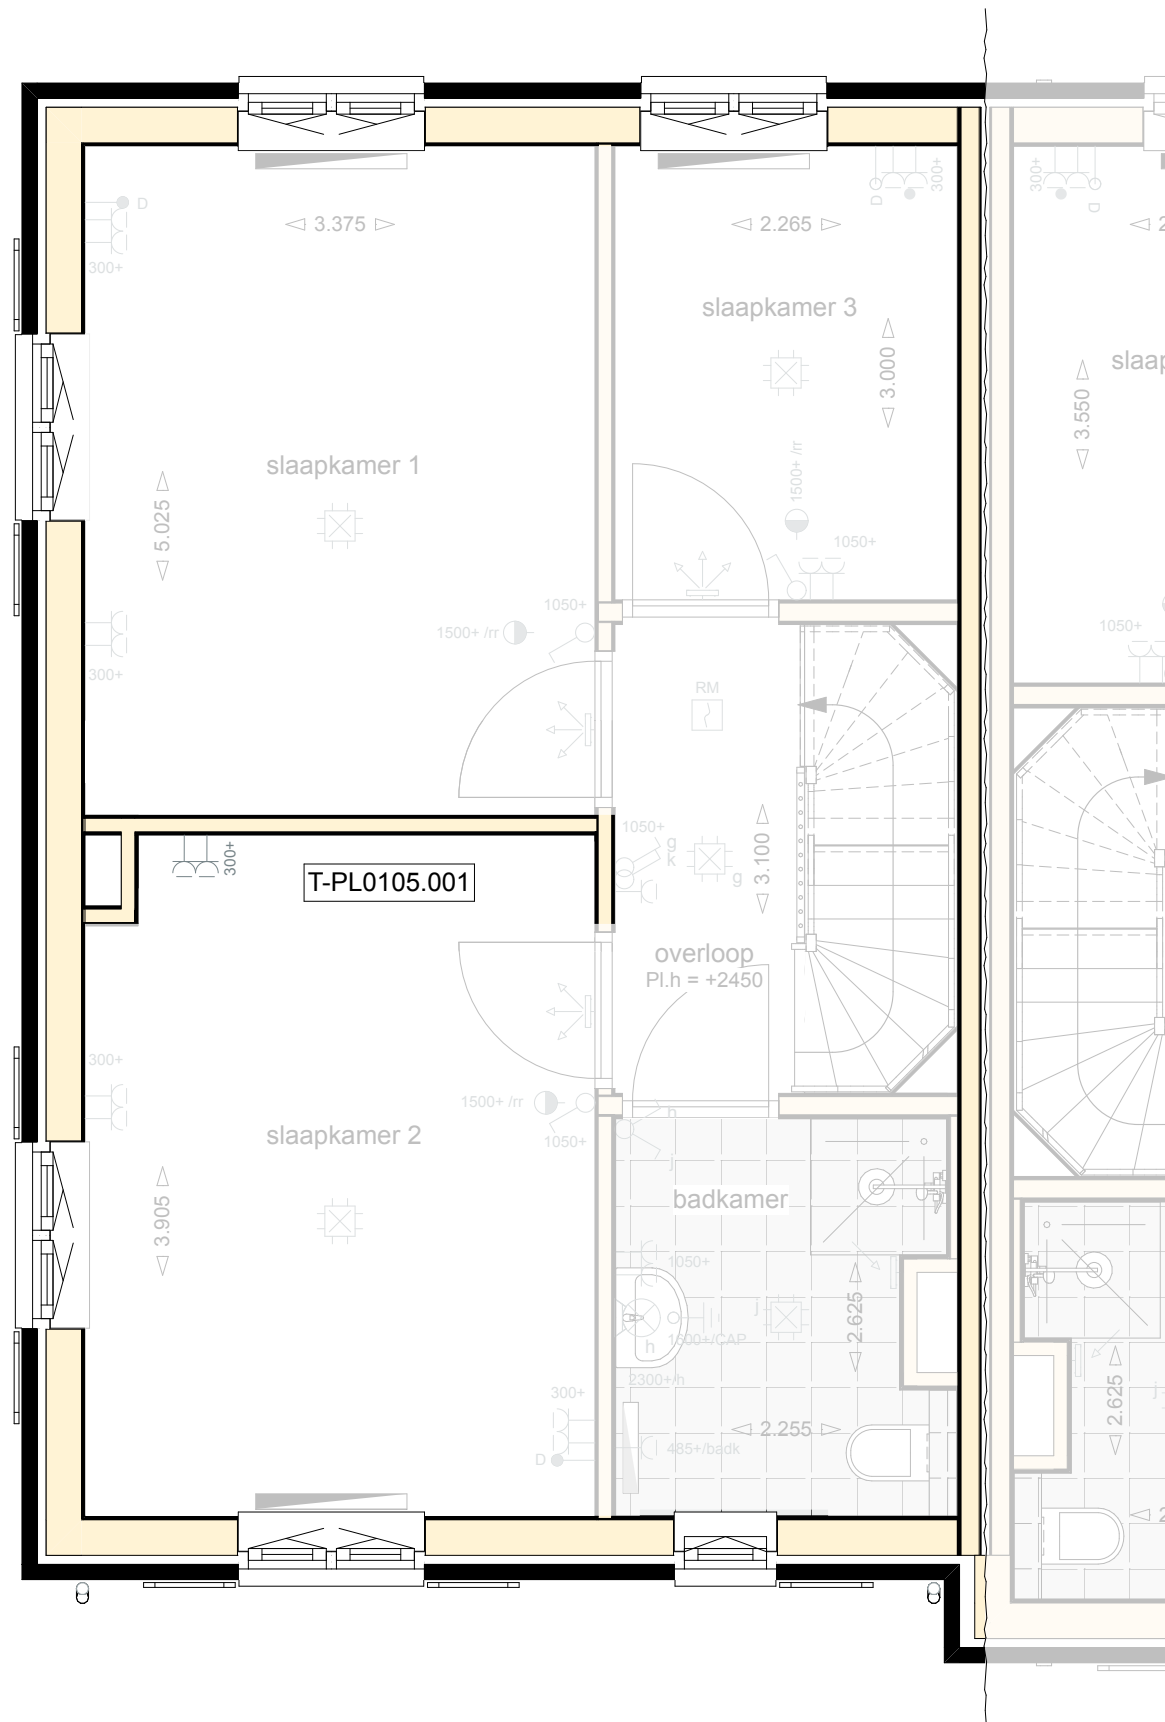 D
300+
3.375
2.265
D
300+
300+
D
2
slaapkamer 3
3.000
slaap
3.550
slaapkamer 1
5.025
1500+ /rr
1050+
1050+
1500+ /rr
1050+
300+
RM
1050+
g
k
g
3.100
300+
T-PL0105.001
overloop
Pl.h = +2450
300+
1500+ /rr
1050+
h
j
slaapkamer 2
3.905
badkamer
1050+
j
h
1600+/CAP
2.625
2300+/h
300+
D
2.255
485+/badk
2.625
j
2